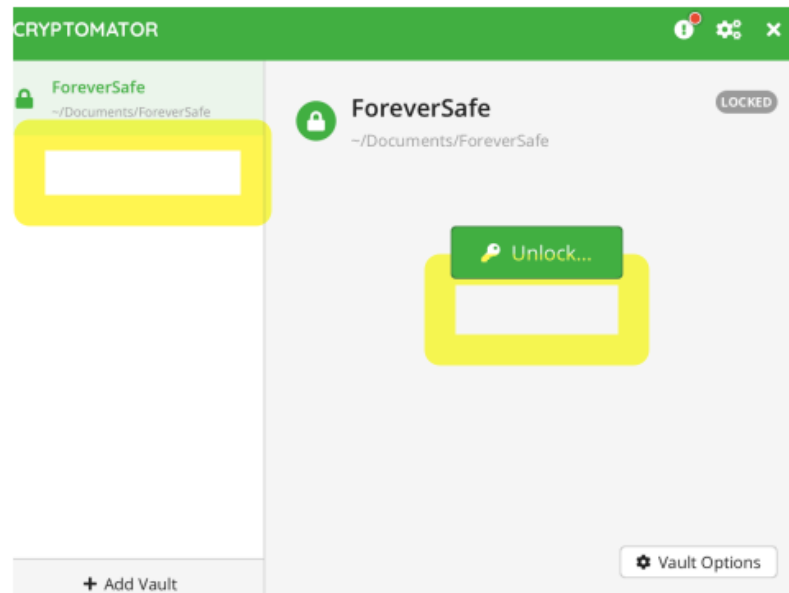 CRYPTOMATOR
ForeverSafe
~/Documents/ForeverSafe
ForeverSafe
~/Documents/ForeverSafe
LOCKED
Unlock...
Vault Options
+ Add Vault